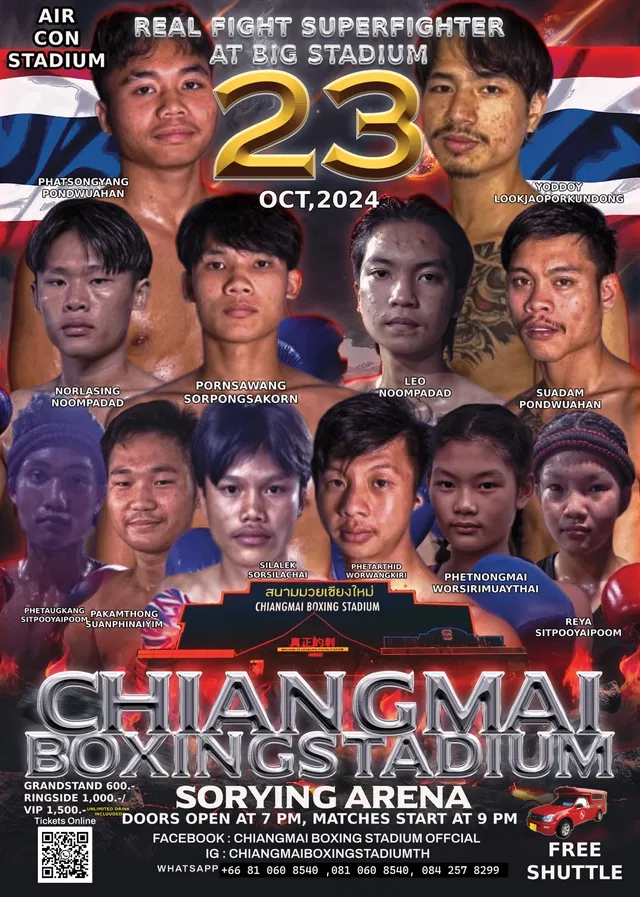 AIR
CON
STADIUM
REAL FIGHT SUPERFIGHTER
AT BIG STADIUM
23
OCT,2024
PHATSONGYANG
PONDWUAHAN
YODDOY
LOOKJAOPORKUNDONG
NORLASING
NOOMPADAD
PORNSAWANG
SORPONGSAKORN
LEO
NOOMPADAD
SUADAM
PONDWUAHAN
PHETAUGKANG
SITPOOYAIPOOM
PAKAMTHONG
SUANPHINAIYIM
SILALEK
SORSILACHAI
PHETARTHID
WORWANGKIRI
PHETNONGMAI
WORSIRIMUAYTHAI
REYA
SITPOOYAIPOOM
สนามมวยเชียงใหม่
CHIANGMAI BOXING STADIUM
真正的刺
CHIANGMAI
BOXINGSTADIUM
GRANDSTAND 600.-
RINGSIDE 1,000.-/
VIP 1,500.-
UNLIMITED DRINK
INCLUUDED
Tickets Online
SORYING ARENA
DOORS OPEN AT 7 PM, MATCHES START AT 9 PM
FACEBOOK : CHIANGMAI BOXING STADIUM OFFCIAL
IG : CHIANGMAIBOXINGSTADIUMTH
WHATSAPP +66 81 060 8540 ,081 060 8540, 084 257 8299
FREE
SHUTTLE